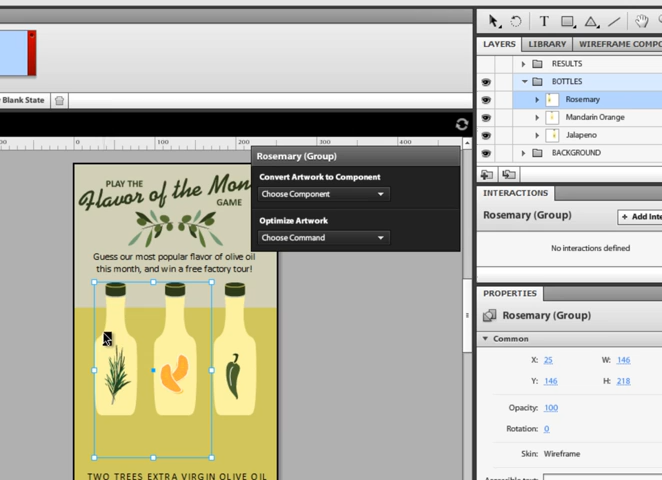 LAYERS
LIBRARY
WIREFRAME COMPO
RESULTS
BOTTLES
Rosemary
Mandarin Orange
Jalapeno
BACKGROUND
Blank State
0
100
200
400
Rosemary (Group)
Convert Artwork to Component
Choose Component
Optimize Artwork
Choose Command
PLAY THE
Flavor of the Mon
GAME
Guess our most popular flavor of olive oil
this month, and win a free factory tour!
TWO TREES EXTRA VIRGIN OLIVE OIL
INTERACTIONS
Rosemary (Group)
+ Add Inte
No interactions defined
PROPERTIES
Rosemary (Group)
Common
X: 25
W: 146
Y: 146
H: 218
Opacity: 100
Rotation: 0
Skin: Wireframe